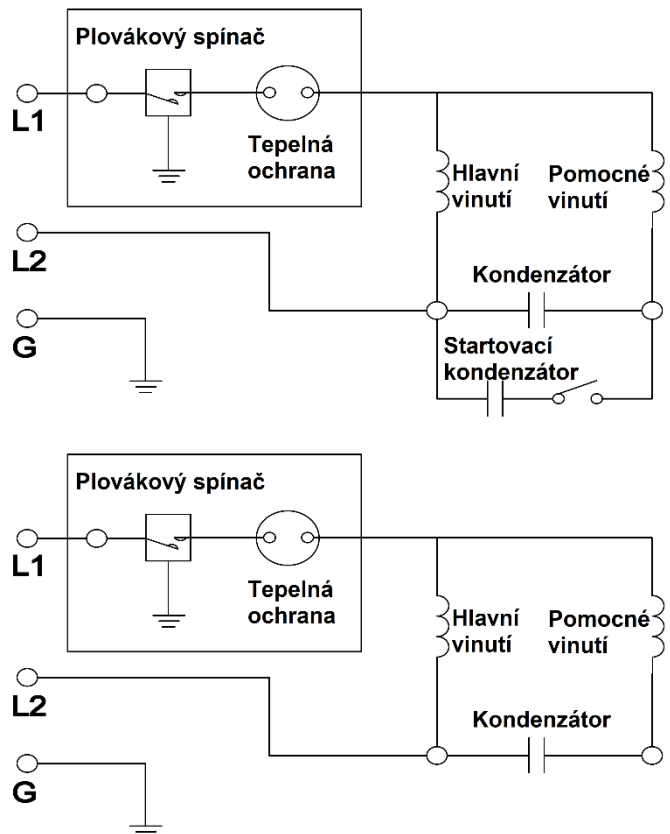 Plovákový spínač
L1
Tepelná
ochrana
Hlavní
vinutí
Pomocné
vinutí
L2
Kondenzátor
G
Startovací
kondenzátor
Plovákový spínač
L1
Tepelná
ochrana
Hlavní
vinutí
Pomocné
vinutí
L2
Kondenzátor
G